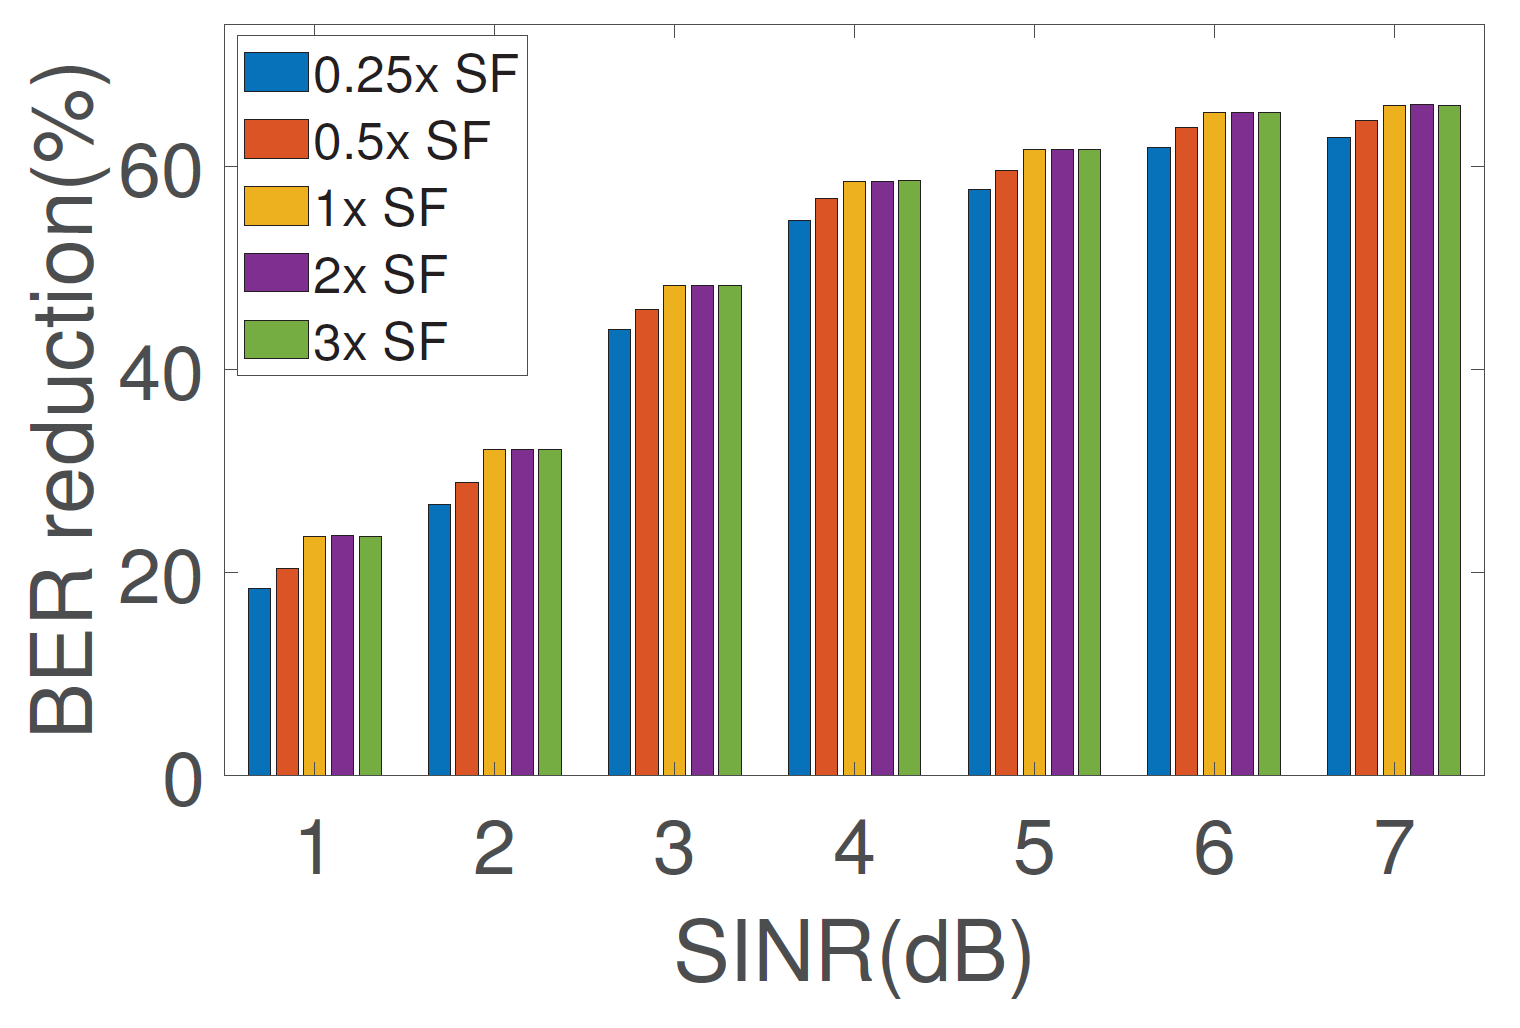 0.25x SF
0.5x SF
1x SF
2x SF
3x SF
BER reduction(%)
60
40
20
0
1 2 3 4 5 6 7
SINR(dB)